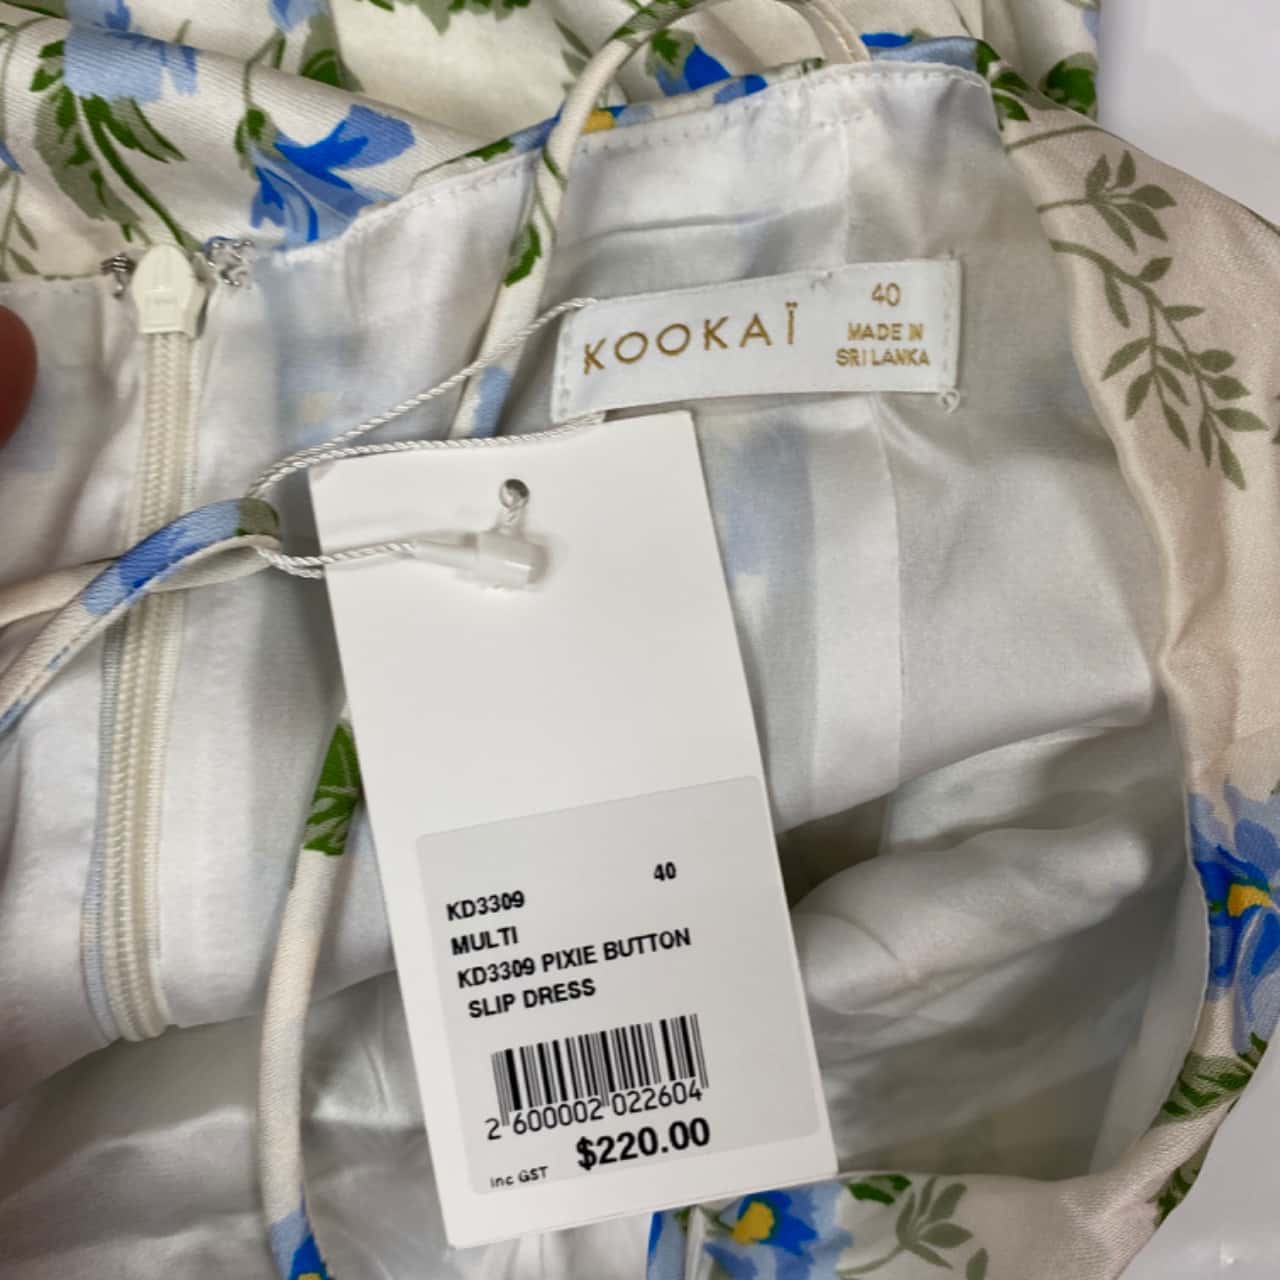 KOOKAÏ
40
MADE IN
SRI LANKA
40
KD3309
MULTI
KD3309 PIXIE BUTTON
SLIP DRESS
2 600002 022604
inc GST $220.00